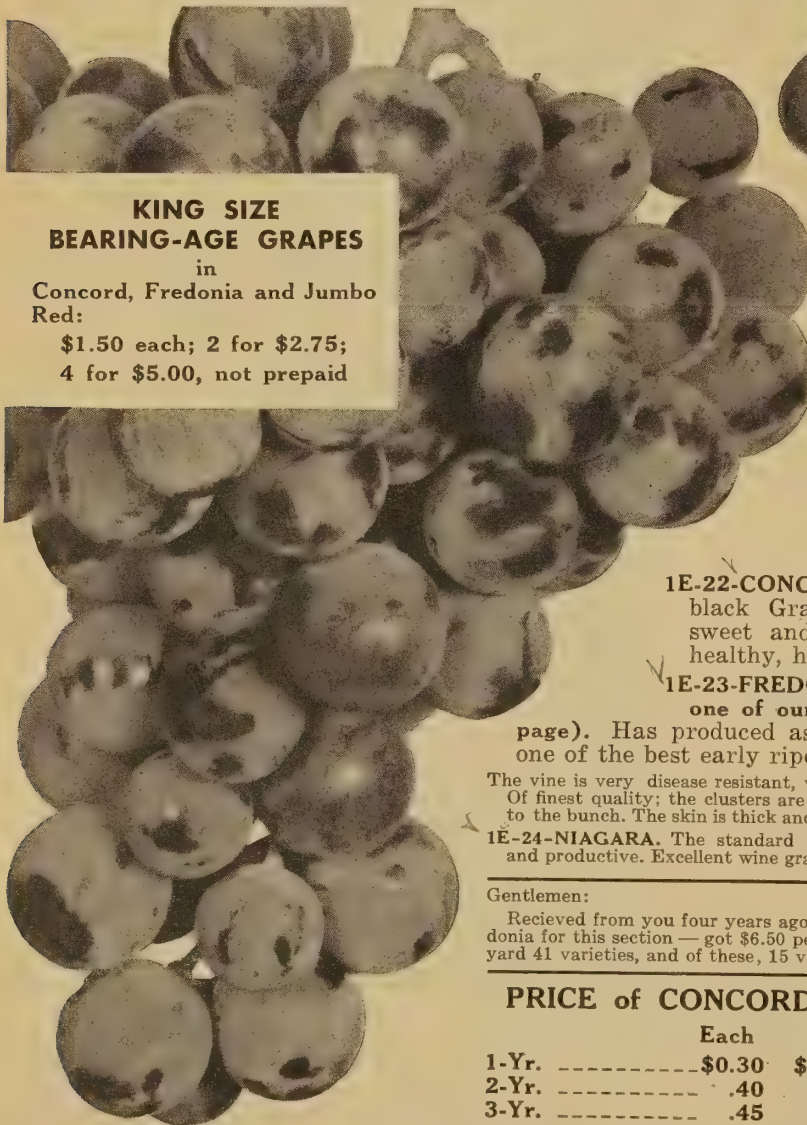 KING SIZE
BEARING-AGE GRAPES
in
Concord, Fredonia and Jumbo
Red:
$1.50 each; 2 for $2.75;
4 for $5.00, not prepaid
1E-22-CONC
black Gra
sweet and
healthy, h
1E-23-FRED
one of our
page). Has produced as
one of the best early ripe
The vine is very disease resistant,
Of finest quality; the clusters are
to the bunch. The skin is thick and
1E-24-NIAGARA. The standard
and productive. Excellent wine gra
Gentlemen:
Recieved from you four years ago
donia for this section — got $6.50 pe
yard 41 varieties, and of these, 15 v
PRICE of CONCORD
Each
1-Yr. ----------$0.30 $
2-Yr. ---------- .40
3-Yr. ---------- .45